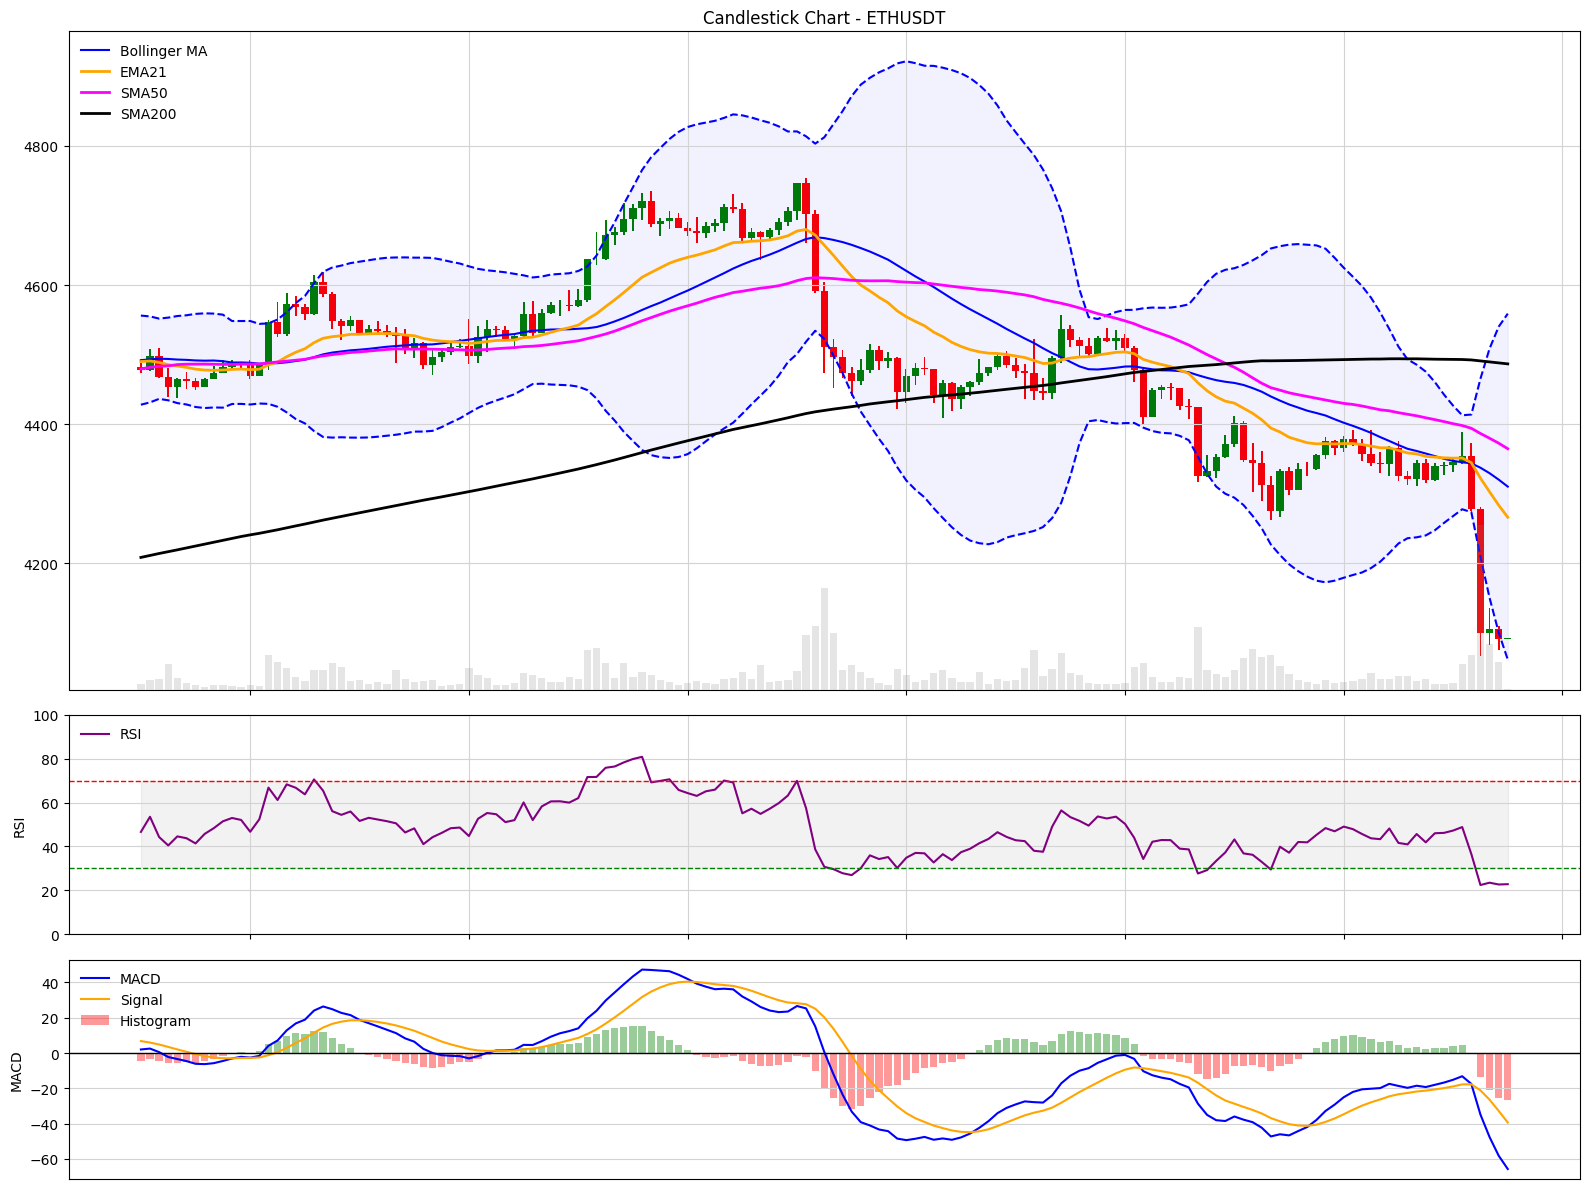 Candlestick Chart - ETHUSDT
Bollinger MA
EMA21
SMA50
SMA200
4800
4600
4400
4200
RSI
RSI
100
80
60
40
20
0
MACD
Signal
Histogram
MACD
40
20
0
−20
−40
−60